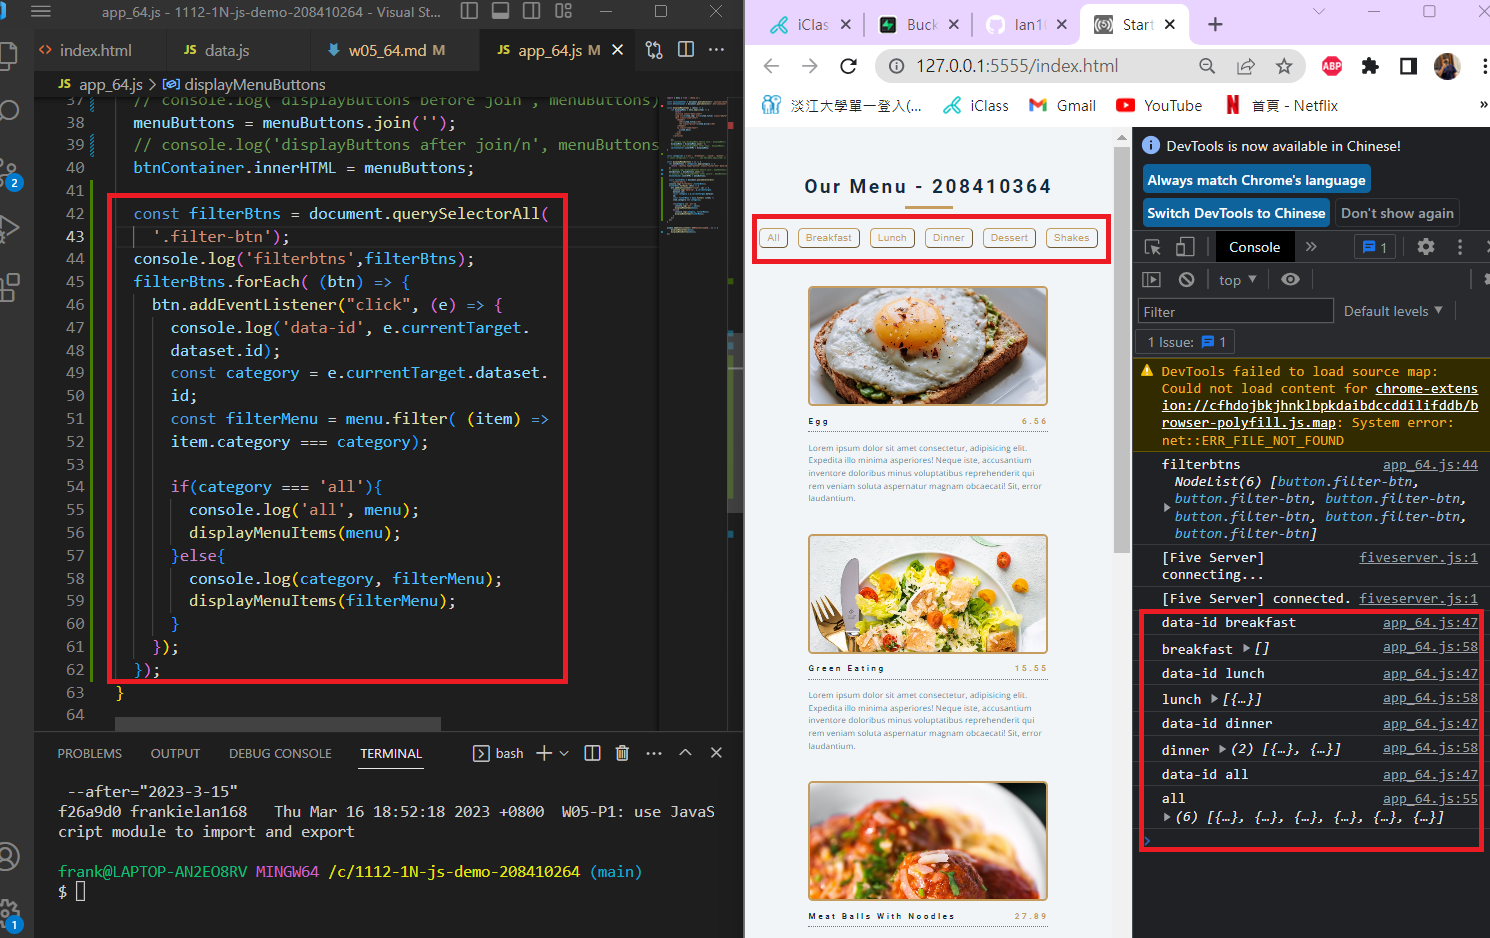 app_64.js - 1112-1N-js-demo-208410264 - Visual St...
index.html
JS data.js
w05_64.md M
JS app_64.js M
JS app_64.js > displayMenuButtons
37 // console.log('displayButtons before join', menuButtons)
38 menuButtons = menuButtons.join('');
39 // console.log('displayButtons after join/n', menuButtons
40 btnContainer.innerHTML = menuButtons;
41
42 const filterBtns = document.querySelectorAll(
43 '.filter-btn');
44 console.log('filterbtns',filterBtns);
45 filterBtns.forEach( (btn) => {
46 btn.addEventListener("click", (e) => {
47 console.log('data-id', e.currentTarget.
48 dataset.id);
49 const category = e.currentTarget.dataset.
50 id;
51 const filterMenu = menu.filter( (item) =>
52 item.category === category);
53
54 if(category === 'all'){
55 console.log('all', menu);
56 displayMenuItems(menu);
57 }else{
58 console.log(category, filterMenu);
59 displayMenuItems(filterMenu);
60 }
61 });
62 });
63 }
64
2
1
PROBLEMS OUTPUT DEBUG CONSOLE TERMINAL
bash
--after="2023-3-15"
f26a9d0 frankielan168 Thu Mar 16 18:52:18 2023 +0800 W05-P1: use JavaS
cript module to import and export
frank@LAPTOP-AN2EO8RV MINGW64 /c/1112-1N-js-demo-208410264 (main)
$
iClas
Buck
lan1
Start
127.0.0.1:5555/index.html
ABP
淡江大學單一登入(...
iClass
Gmail
YouTube
首頁 - Netflix
»
Our Menu - 208410364
All Breakfast Lunch Dinner Dessert Shakes
Egg 6.56
Lorem ipsum dolor sit amet consectetur, adipisicing elit.
Expedita illo minima asperiores! Neque iste, accusantium
inventore doloribus minus voluptatibus reprehenderit qui
rem veniam soluta aspernatur magnam obcaecati! Sit, error
laudantium.
Green Eating 15.55
Lorem ipsum dolor sit amet consectetur, adipisicing elit.
Expedita illo minima asperiores! Neque iste, accusantium
inventore doloribus minus voluptatibus reprehenderit qui
rem veniam soluta aspernatur magnam obcaecati! Sit, error
laudantium.
Meat Balls With Noodles 27.89
DevTools is now available in Chinese!
Always match Chrome's language
Switch DevTools to Chinese
Don't show again
Console » 1
top
Filter
Default levels
1 Issue: 1
DevTools failed to load source map:
Could not load content for chrome-exten
sion://cfhdojbkjhnklbpkdaibdccddilifddb/b
rowser-polyfill.js.map: System error:
net::ERR_FILE_NOT_FOUND
filterbtns app_64.js:44
NodeList(6) [button.filter-btn,
button.filter-btn, button.filter-btn,
button.filter-btn, button.filter-btn,
button.filter-btn]
[Five Server] fiveserver.js:1
connecting...
[Five Server] connected. fiveserver.js:1
data-id breakfast app_64.js:47
breakfast [] app_64.js:58
data-id lunch app_64.js:47
lunch [{…}] app_64.js:58
data-id dinner app_64.js:47
dinner (2) [{…}, {…}] app_64.js:58
data-id all app_64.js:47
all app_64.js:55
(6) [{…}, {…}, {…}, {…}, {…}, {…}]